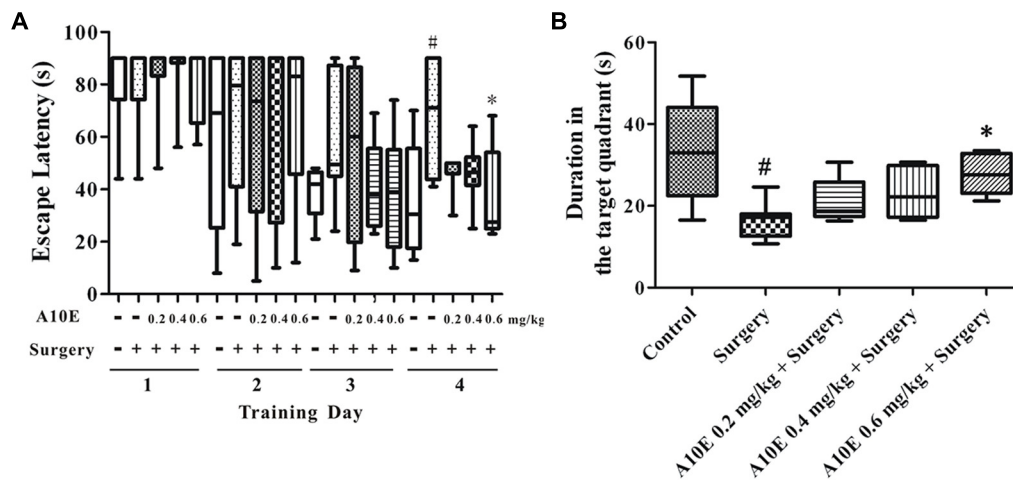 A
Escape Latency (s)
100
80
60
40
20
0
#
*
A10E - - 0.2 0.4 0.6 - - 0.2 0.4 0.6 - - 0.2 0.4 0.6 - - 0.2 0.4 0.6 mg/kg
Surgery - + + + + - + + + + - + + + + - + + + +
1 2 3 4
Training Day
B
Duration in
the target quadrant (s)
60
40
20
0
#
*
Control
Surgery
A10E 0.2 mg/kg + Surgery
A10E 0.4 mg/kg + Surgery
A10E 0.6 mg/kg + Surgery